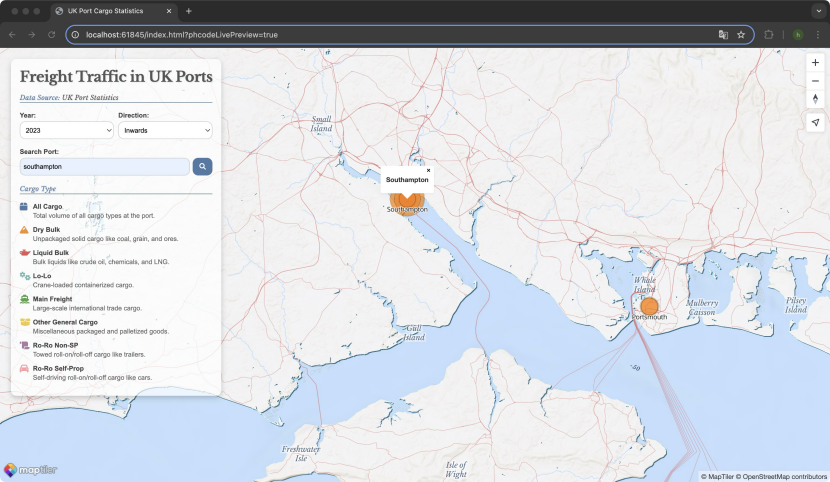 UK Port Cargo Statistics
localhost:61845/index.html?phcodeLivePreview=true
h
Freight Traffic in UK Ports
Data Source: UK Port Statistics
Year: Direction:
2023 Inwards
Search Port:
southampton
Cargo Type
All Cargo
Total volume of all cargo types at the port.
Dry Bulk
Unpackaged solid cargo like coal, grain, and ores.
Liquid Bulk
Bulk liquids like crude oil, chemicals, and LNG.
Lo-Lo
Crane-loaded containerized cargo.
Main Freight
Large-scale international trade cargo.
Other General Cargo
Miscellaneous packaged and palletized goods.
Ro-Ro Non-SP
Towed roll-on/roll-off cargo like trailers.
Ro-Ro Self-Prop
Self-driving roll-on/roll-off cargo like cars.
Small
Island
Southampton
Southampton
Whale
Island
Portsmouth
Mulberry
Caisson
Pilsey
Island
Gull
Island
-50
Freshwater
Isle
Isle of
Wight
maptiler
© MapTiler © OpenStreetMap contributors